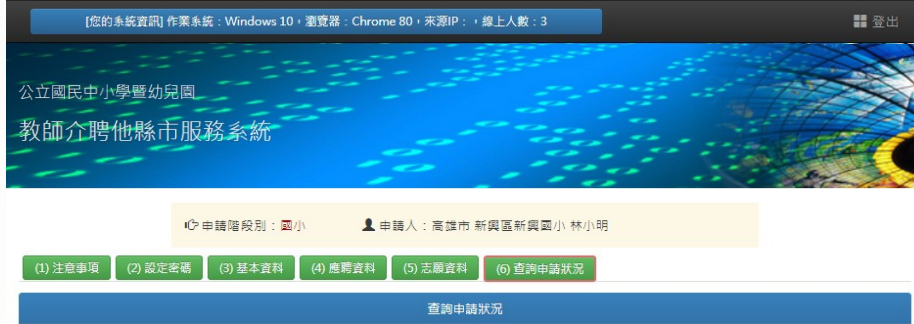 [您的系統資訊] 作業系統：Windows 10，瀏覽器：Chrome 80，來源IP：，線上人數：3
登出
公立國民中小學暨幼兒園
教師介聘他縣市服務系統
申請階段別：國小 申請人：高雄市 新興區新興國小 林小明
(1) 注意事項 (2) 設定密碼 (3) 基本資料 (4) 應聘資料 (5) 志願資料 (6) 查詢申請狀況
查詢申請狀況